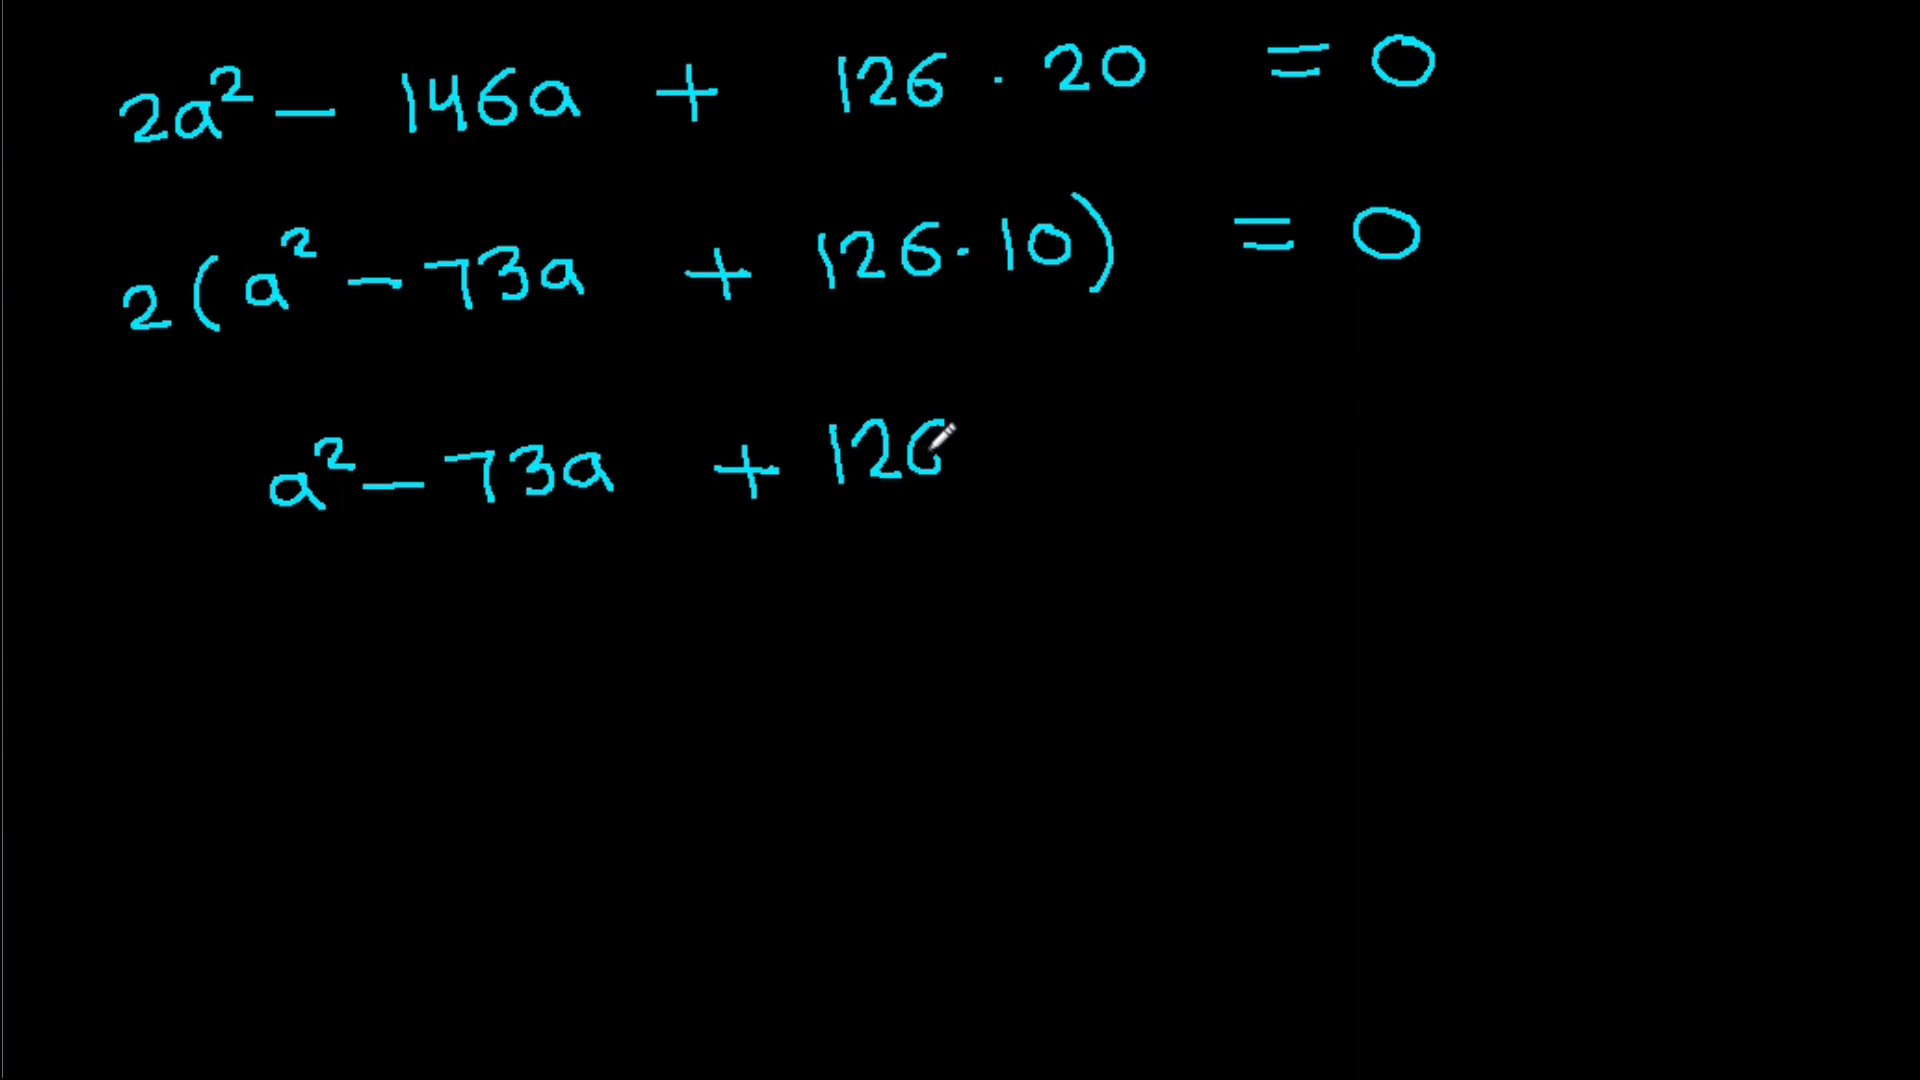 2a² - 146a + 126 · 20 = 0
2(a² - 73a + 126 · 10) = 0
a² - 73a + 126